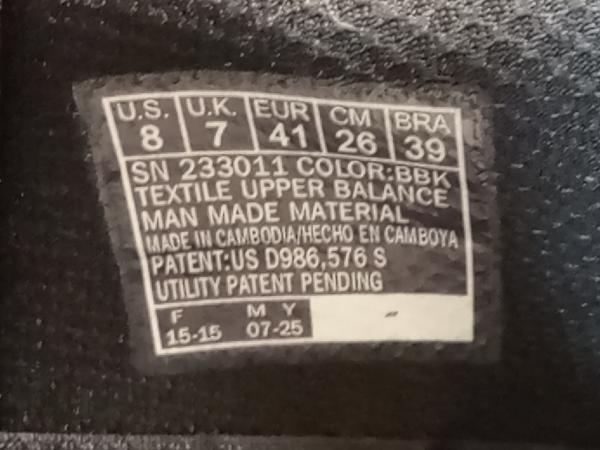 U.S. U.K. EUR CM BRA
8 7 41 26 39
SN 233011 COLOR:BBK
TEXTILE UPPER BALANCE
MAN MADE MATERIAL
MADE IN CAMBODIA/HECHO EN CAMBOYA
PATENT:US D986,576 S
UTILITY PATENT PENDING
F M Y
15-15 07-25